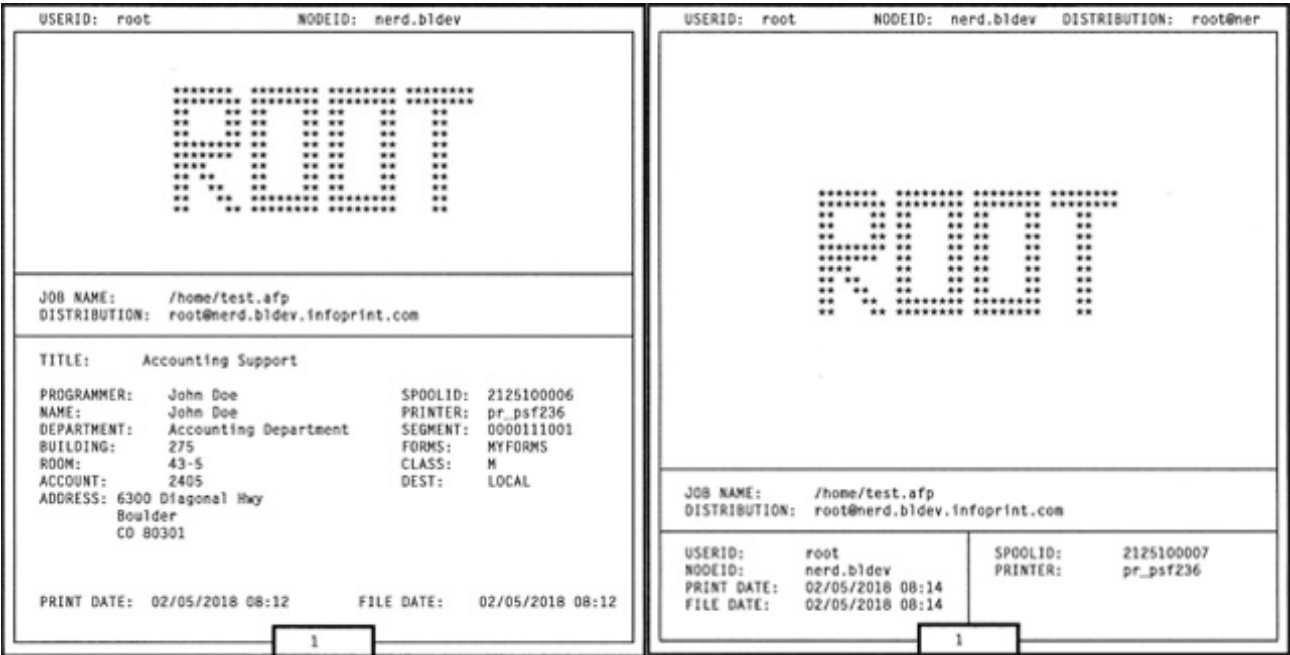 USERID: root NODEID: nerd.bldev
ROOT
JOB NAME: /home/test.afp
DISTRIBUTION: root@nerd.bldev.infoprint.com
TITLE: Accounting Support
PROGRAMMER: John Doe SPOOLID: 2125100006
NAME: John Doe PRINTER: pr_psf236
DEPARTMENT: Accounting Department SEGMENT: 0000111001
BUILDING: 275 FORMS: MYFORMS
ROOM: 43-5 CLASS: M
ACCOUNT: 2405 DEST: LOCAL
ADDRESS: 6300 Diagonal Hwy
Boulder
CO 80301
PRINT DATE: 02/05/2018 08:12 FILE DATE: 02/05/2018 08:12
1
USERID: root NODEID: nerd.bldev DISTRIBUTION: root@ner
ROOT
JOB NAME: /home/test.afp
DISTRIBUTION: root@nerd.bldev.infoprint.com
USERID: root SPOOLID: 2125100007
NODEID: nerd.bldev PRINTER: pr_psf236
PRINT DATE: 02/05/2018 08:14
FILE DATE: 02/05/2018 08:14
1